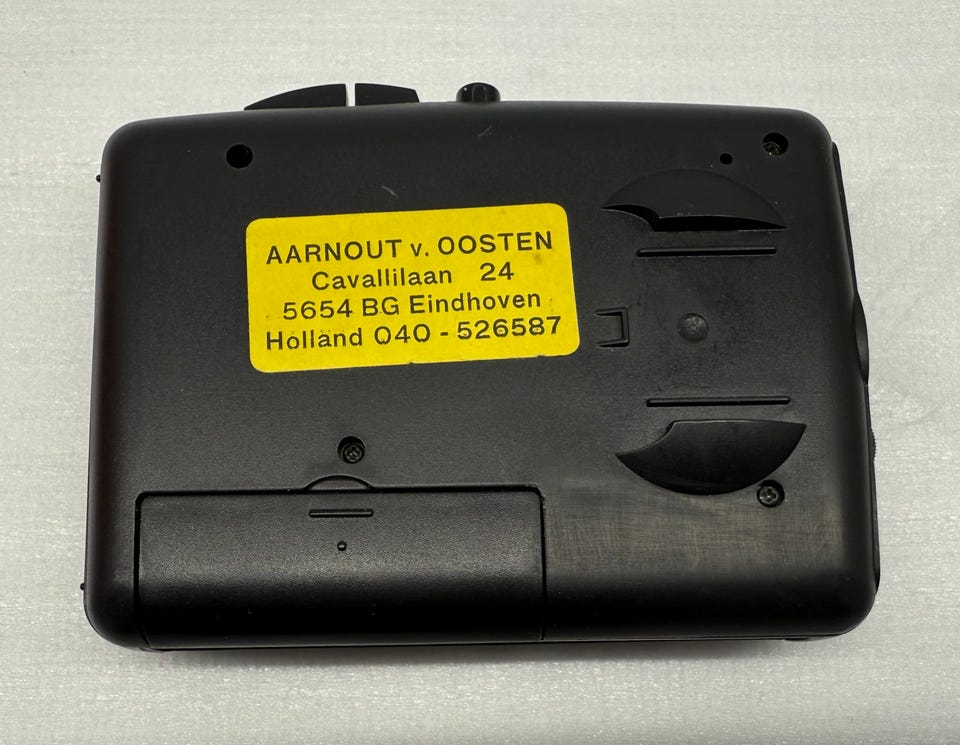 AARNOUT v. OOSTEN
Cavallilaan 24
5654 BG Eindhoven
Holland 040 - 526587